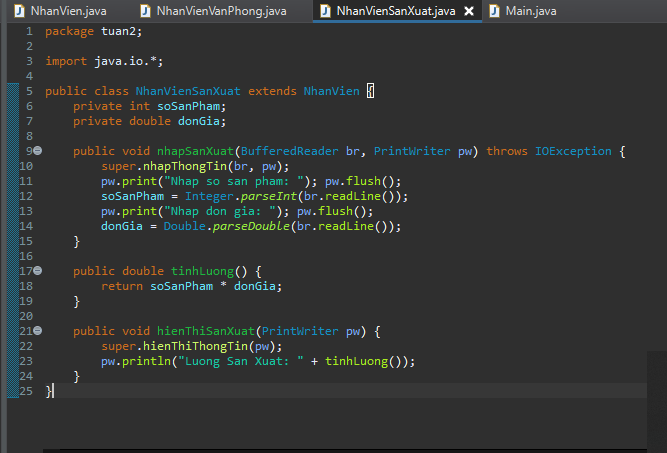 NhanVien.java NhanVienVanPhong.java NhanVienSanXuat.java Main.java
1 package tuan2;
2
3 import java.io.*;
4
5 public class NhanVienSanXuat extends NhanVien {
6 private int soSanPham;
7 private double donGia;
8
9 public void nhapSanXuat(BufferedReader br, PrintWriter pw) throws IOException {
10 super.nhapThongTin(br, pw);
11 pw.print("Nhap so san pham: "); pw.flush();
12 soSanPham = Integer.parseInt(br.readLine());
13 pw.print("Nhap don gia: "); pw.flush();
14 donGia = Double.parseDouble(br.readLine());
15 }
16
17 public double tinhLuong() {
18 return soSanPham * donGia;
19 }
20
21 public void hienThiSanXuat(PrintWriter pw) {
22 super.hienThiThongTin(pw);
23 pw.println("Luong San Xuat: " + tinhLuong());
24 }
25 }